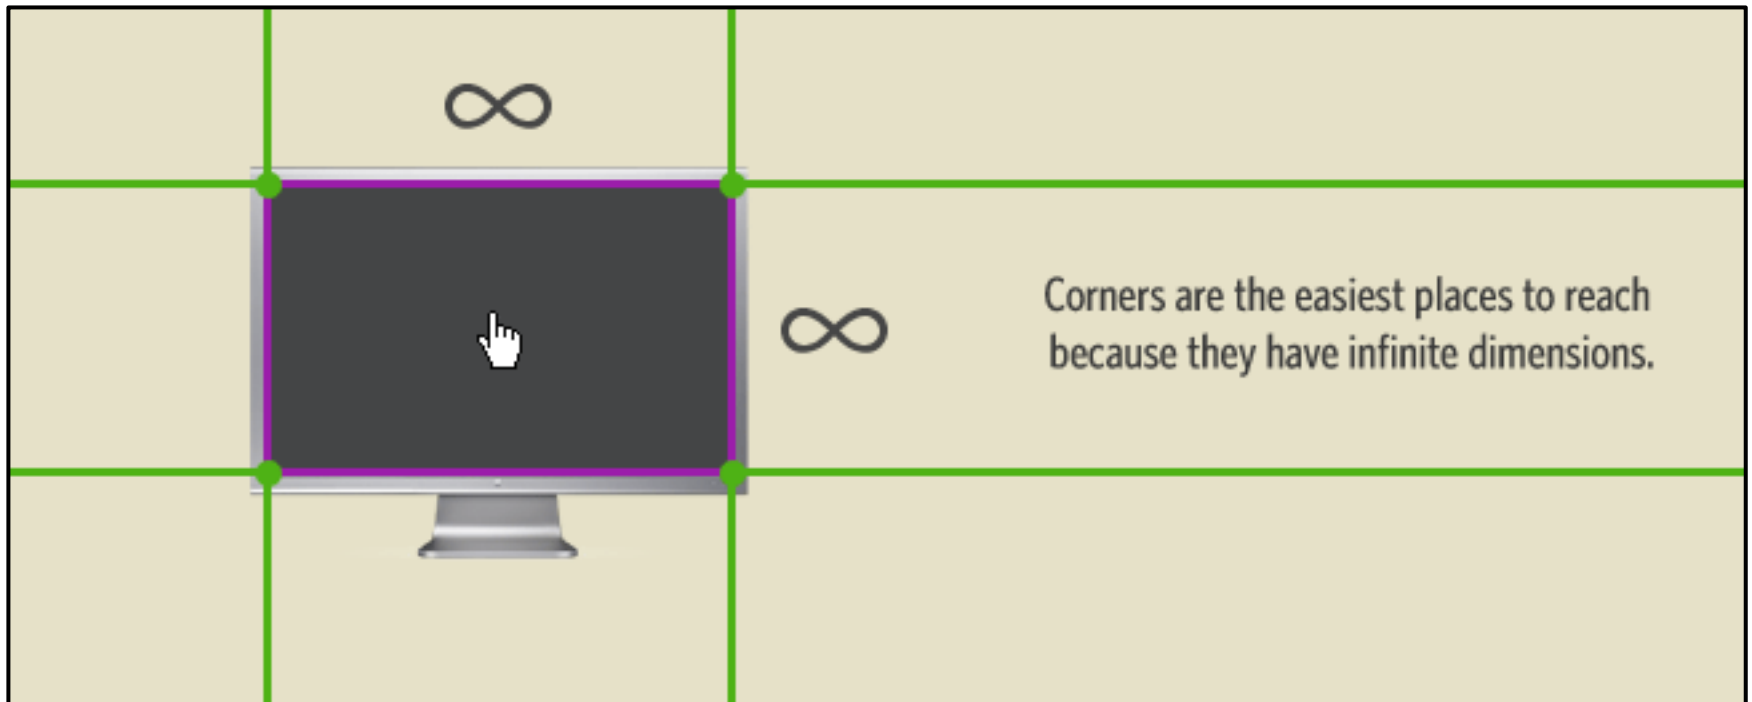 ∞
∞
Corners are the easiest places to reach
because they have infinite dimensions.